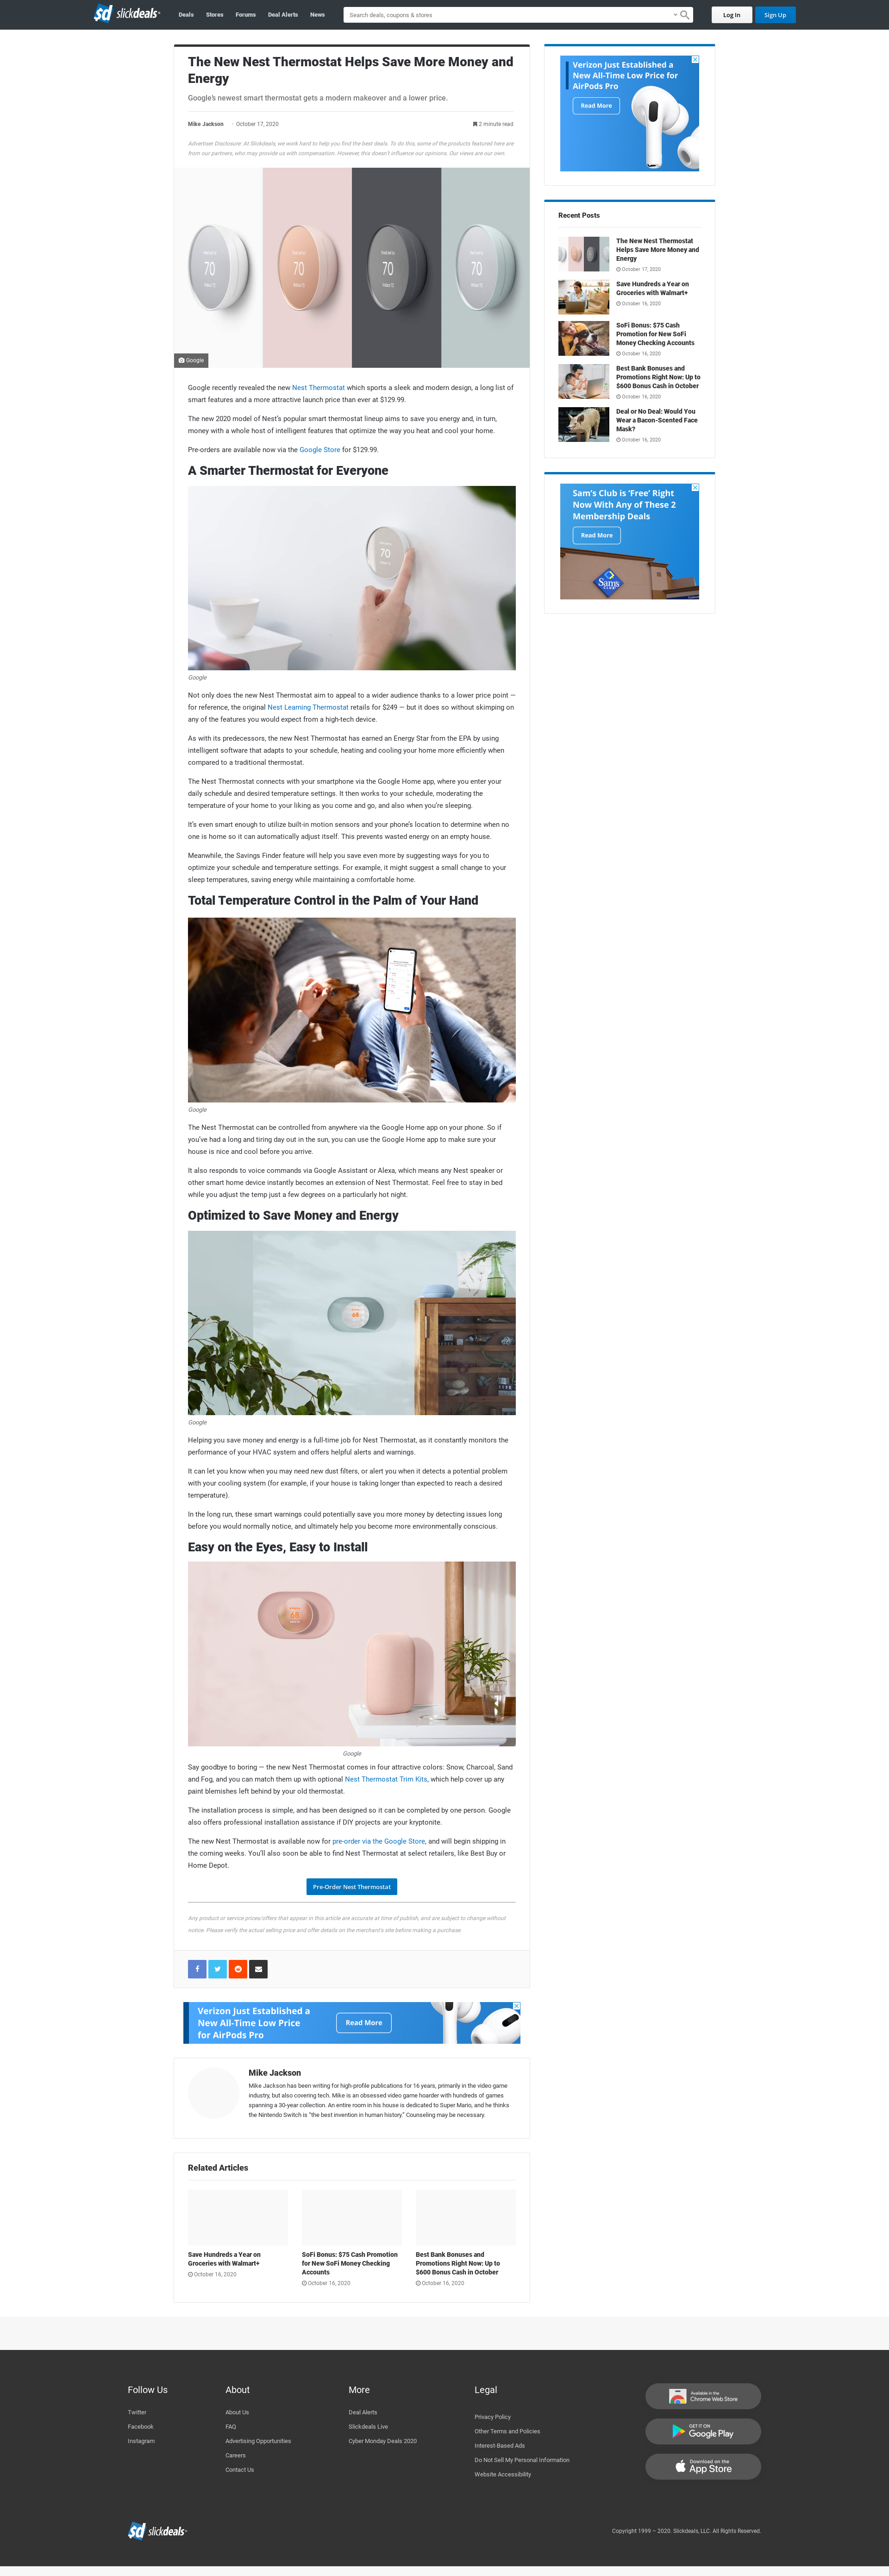 sd slickdeals
Deals Stores Forums Deal Alerts News
Search deals, coupons & stores
Log In Sign Up
The New Nest Thermostat Helps Save More Money and
Energy
Google's newest smart thermostat gets a modern makeover and a lower price.
Mike Jackson · October 17, 2020 2 minute read
Advertiser Disclosure: At Slickdeals, we work hard to help you find the best deals. To do this, some of the products featured here are
from our partners, who may provide us with compensation. However, this doesn't influence our opinions. Our views are our own.
70 70 70 70
Google
Google recently revealed the new Nest Thermostat which sports a sleek and modern design, a long list of
smart features and a more attractive launch price than ever at $129.99.
The new 2020 model of Nest's popular smart thermostat lineup aims to save you energy and, in turn,
money with a whole host of intelligent features that optimize the way you heat and cool your home.
Pre-orders are available now via the Google Store for $129.99.
A Smarter Thermostat for Everyone
70
Google
Not only does the new Nest Thermostat aim to appeal to a wider audience thanks to a lower price point —
for reference, the original Nest Learning Thermostat retails for $249 — but it does so without skimping on
any of the features you would expect from a high-tech device.
As with its predecessors, the new Nest Thermostat has earned an Energy Star from the EPA by using
intelligent software that adapts to your schedule, heating and cooling your home more efficiently when
compared to a traditional thermostat.
The Nest Thermostat connects with your smartphone via the Google Home app, where you enter your
daily schedule and desired temperature settings. It then works to your schedule, moderating the
temperature of your home to your liking as you come and go, and also when you're sleeping.
It's even smart enough to utilize built-in motion sensors and your phone's location to determine when no
one is home so it can automatically adjust itself. This prevents wasted energy on an empty house.
Meanwhile, the Savings Finder feature will help you save even more by suggesting ways for you to
optimize your schedule and temperature settings. For example, it might suggest a small change to your
sleep temperatures, saving energy while maintaining a comfortable home.
Total Temperature Control in the Palm of Your Hand
Google
The Nest Thermostat can be controlled from anywhere via the Google Home app on your phone. So if
you've had a long and tiring day out in the sun, you can use the Google Home app to make sure your
house is nice and cool before you arrive.
It also responds to voice commands via Google Assistant or Alexa, which means any Nest speaker or
other smart home device instantly becomes an extension of Nest Thermostat. Feel free to stay in bed
while you adjust the temp just a few degrees on a particularly hot night.
Optimized to Save Money and Energy
68
Google
Helping you save money and energy is a full-time job for Nest Thermostat, as it constantly monitors the
performance of your HVAC system and offers helpful alerts and warnings.
It can let you know when you may need new dust filters, or alert you when it detects a potential problem
with your cooling system (for example, if your house is taking longer than expected to reach a desired
temperature).
In the long run, these smart warnings could potentially save you more money by detecting issues long
before you would normally notice, and ultimately help you become more environmentally conscious.
Easy on the Eyes, Easy to Install
68
Google
Say goodbye to boring — the new Nest Thermostat comes in four attractive colors: Snow, Charcoal, Sand
and Fog, and you can match them up with optional Nest Thermostat Trim Kits, which help cover up any
paint blemishes left behind by your old thermostat.
The installation process is simple, and has been designed so it can be completed by one person. Google
also offers professional installation assistance if DIY projects are your kryptonite.
The new Nest Thermostat is available now for pre-order via the Google Store, and will begin shipping in
the coming weeks. You'll also soon be able to find Nest Thermostat at select retailers, like Best Buy or
Home Depot.
Pre-Order Nest Thermostat
Any product or service prices/offers that appear in this article are accurate at time of publish, and are subject to change without
notice. Please verify the actual selling price and offer details on the merchant's site before making a purchase.
Verizon Just Established a
New All-Time Low Price
for AirPods Pro
Read More
Mike Jackson
Mike Jackson has been writing for high-profile publications for 16 years, primarily in the video game
industry, but also covering tech. Mike is an obsessed video game hoarder with hundreds of games
spanning a 30-year collection. An entire room in his house is dedicated to Super Mario, and he thinks
the Nintendo Switch is "the best invention in human history." Counseling may be necessary.
Related Articles
Save Hundreds a Year on
Groceries with Walmart+
October 16, 2020
SoFi Bonus: $75 Cash Promotion
for New SoFi Money Checking
Accounts
October 16, 2020
Best Bank Bonuses and
Promotions Right Now: Up to
$600 Bonus Cash in October
October 16, 2020
Verizon Just Established a
New All-Time Low Price for
AirPods Pro
Read More
Recent Posts
The New Nest Thermostat
Helps Save More Money and
Energy
October 17, 2020
Save Hundreds a Year on
Groceries with Walmart+
October 16, 2020
SoFi Bonus: $75 Cash
Promotion for New SoFi
Money Checking Accounts
October 16, 2020
Best Bank Bonuses and
Promotions Right Now: Up to
$600 Bonus Cash in October
October 16, 2020
Deal or No Deal: Would You
Wear a Bacon-Scented Face
Mask?
October 16, 2020
Sam's Club is 'Free' Right
Now With Any of These 2
Membership Deals
Read More
Sams
Follow Us
Twitter
Facebook
Instagram
About
About Us
FAQ
Advertising Opportunities
Careers
Contact Us
More
Deal Alerts
Slickdeals Live
Cyber Monday Deals 2020
Legal
Privacy Policy
Other Terms and Policies
Interest-Based Ads
Do Not Sell My Personal Information
Website Accessibility
Available in the
Chrome Web Store
GET IT ON
Google Play
Download on the
App Store
sd slickdeals
Copyright 1999 – 2020. Slickdeals, LLC. All Rights Reserved.